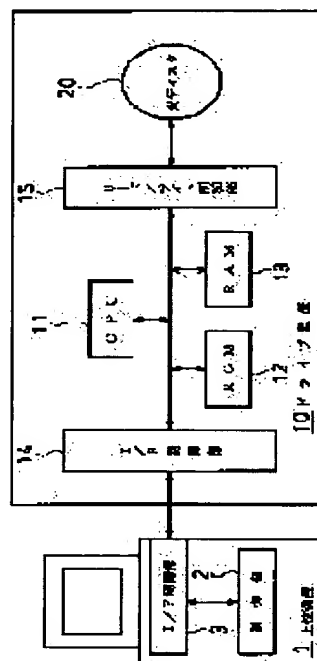 1 上位装置
2
制御部
3
I/F制御部
10 ドライブ装置
14
I/F制御部
11
CPU
12
ROM
13
RAM
15
リード/ライト制御部
20
光ディスク